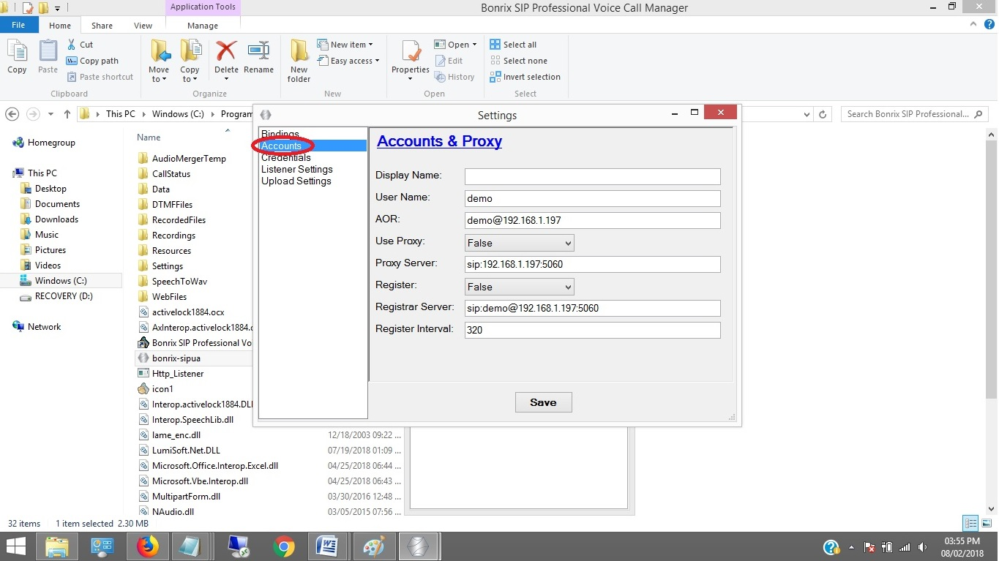 Application Tools
Bonrix SIP Professional Voice Call Manager
File
Home
Share
View
Manage
Copy
Paste
Cut
Copy path
Paste shortcut
Clipboard
Move to
Copy to
Delete
Rename
Organize
New folder
New item
Easy access
New
Properties
Open
Edit
History
Open
Select all
Select none
Invert selection
Select
This PC
Windows (C:)
Search Bonrix SIP Professional...
Homegroup
This PC
Desktop
Documents
Downloads
Music
Pictures
Videos
Windows (C:)
RECOVERY (D:)
Network
Name
AudioMergerTemp
CallStatus
Data
DTMFFiles
RecordedFiles
Recordings
Resources
Settings
SpeechToWav
WebFiles
activelock1884.ocx
AxInterop.activelock1884.
Bonrix SIP Professional
bonrix-sipua
Http_Listener
icon1
Interop.activelock1884.DLL
Interop.SpeechLib.dll
lame_enc.dll 12/18/2003 09:22 ...
LumiSoft.Net.DLL 07/19/2018 01:09 ...
Microsoft.Office.Interop.Excel.dll 04/25/2018 06:44 ...
Microsoft.Vbe.Interop.dll 04/25/2018 06:43 ...
MultipartForm.dll 03/30/2016 12:48 ...
NAudio.dll 03/05/2015 07:56 ...
Settings
Bindings
Accounts
Credentials
Listener Settings
Upload Settings
Accounts & Proxy
Display Name:
User Name: demo
AOR: demo@192.168.1.197
Use Proxy: False
Proxy Server: sip:192.168.1.197:5060
Register: False
Registrar Server: sip:demo@192.168.1.197:5060
Register Interval: 320
Save
32 items 1 item selected 2.30 MB
03:55 PM
08/02/2018